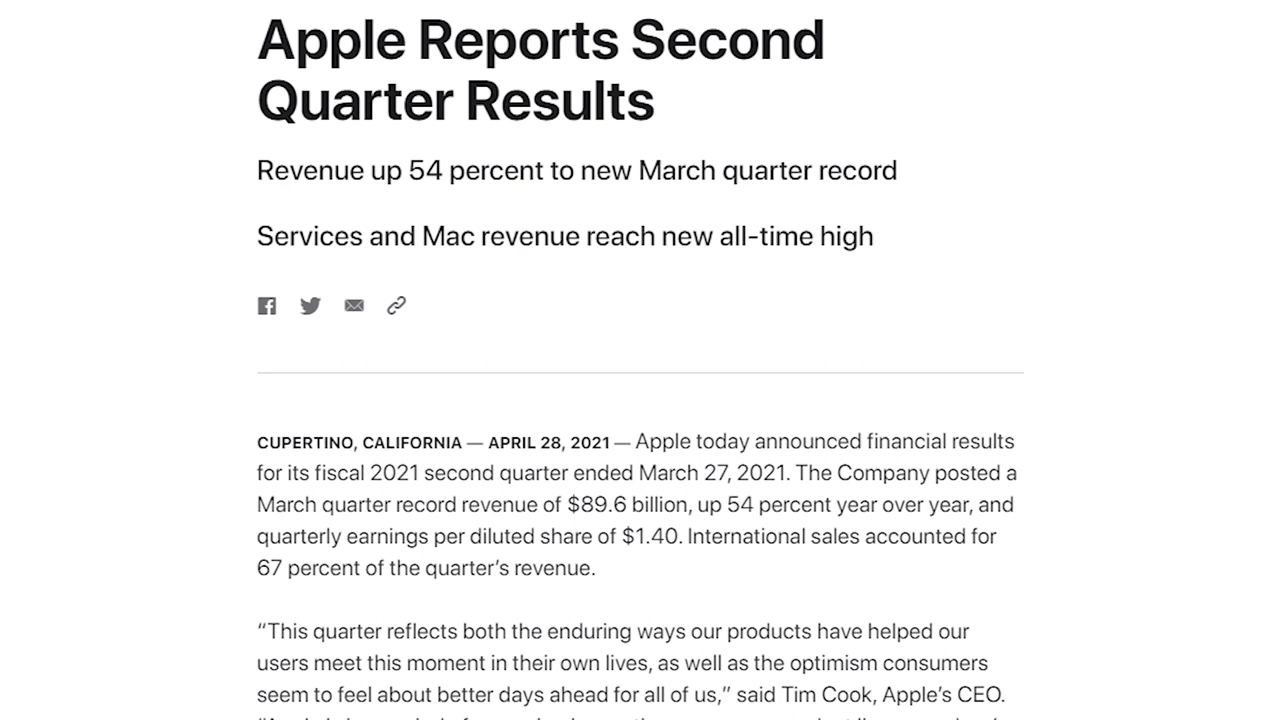 Apple Reports Second
Quarter Results
Revenue up 54 percent to new March quarter record
Services and Mac revenue reach new all-time high
CUPERTINO, CALIFORNIA — APRIL 28, 2021 — Apple today announced financial results
for its fiscal 2021 second quarter ended March 27, 2021. The Company posted a
March quarter record revenue of $89.6 billion, up 54 percent year over year, and
quarterly earnings per diluted share of $1.40. International sales accounted for
67 percent of the quarter’s revenue.
“This quarter reflects both the enduring ways our products have helped our
users meet this moment in their own lives, as well as the optimism consumers
seem to feel about better days ahead for all of us,” said Tim Cook, Apple’s CEO.